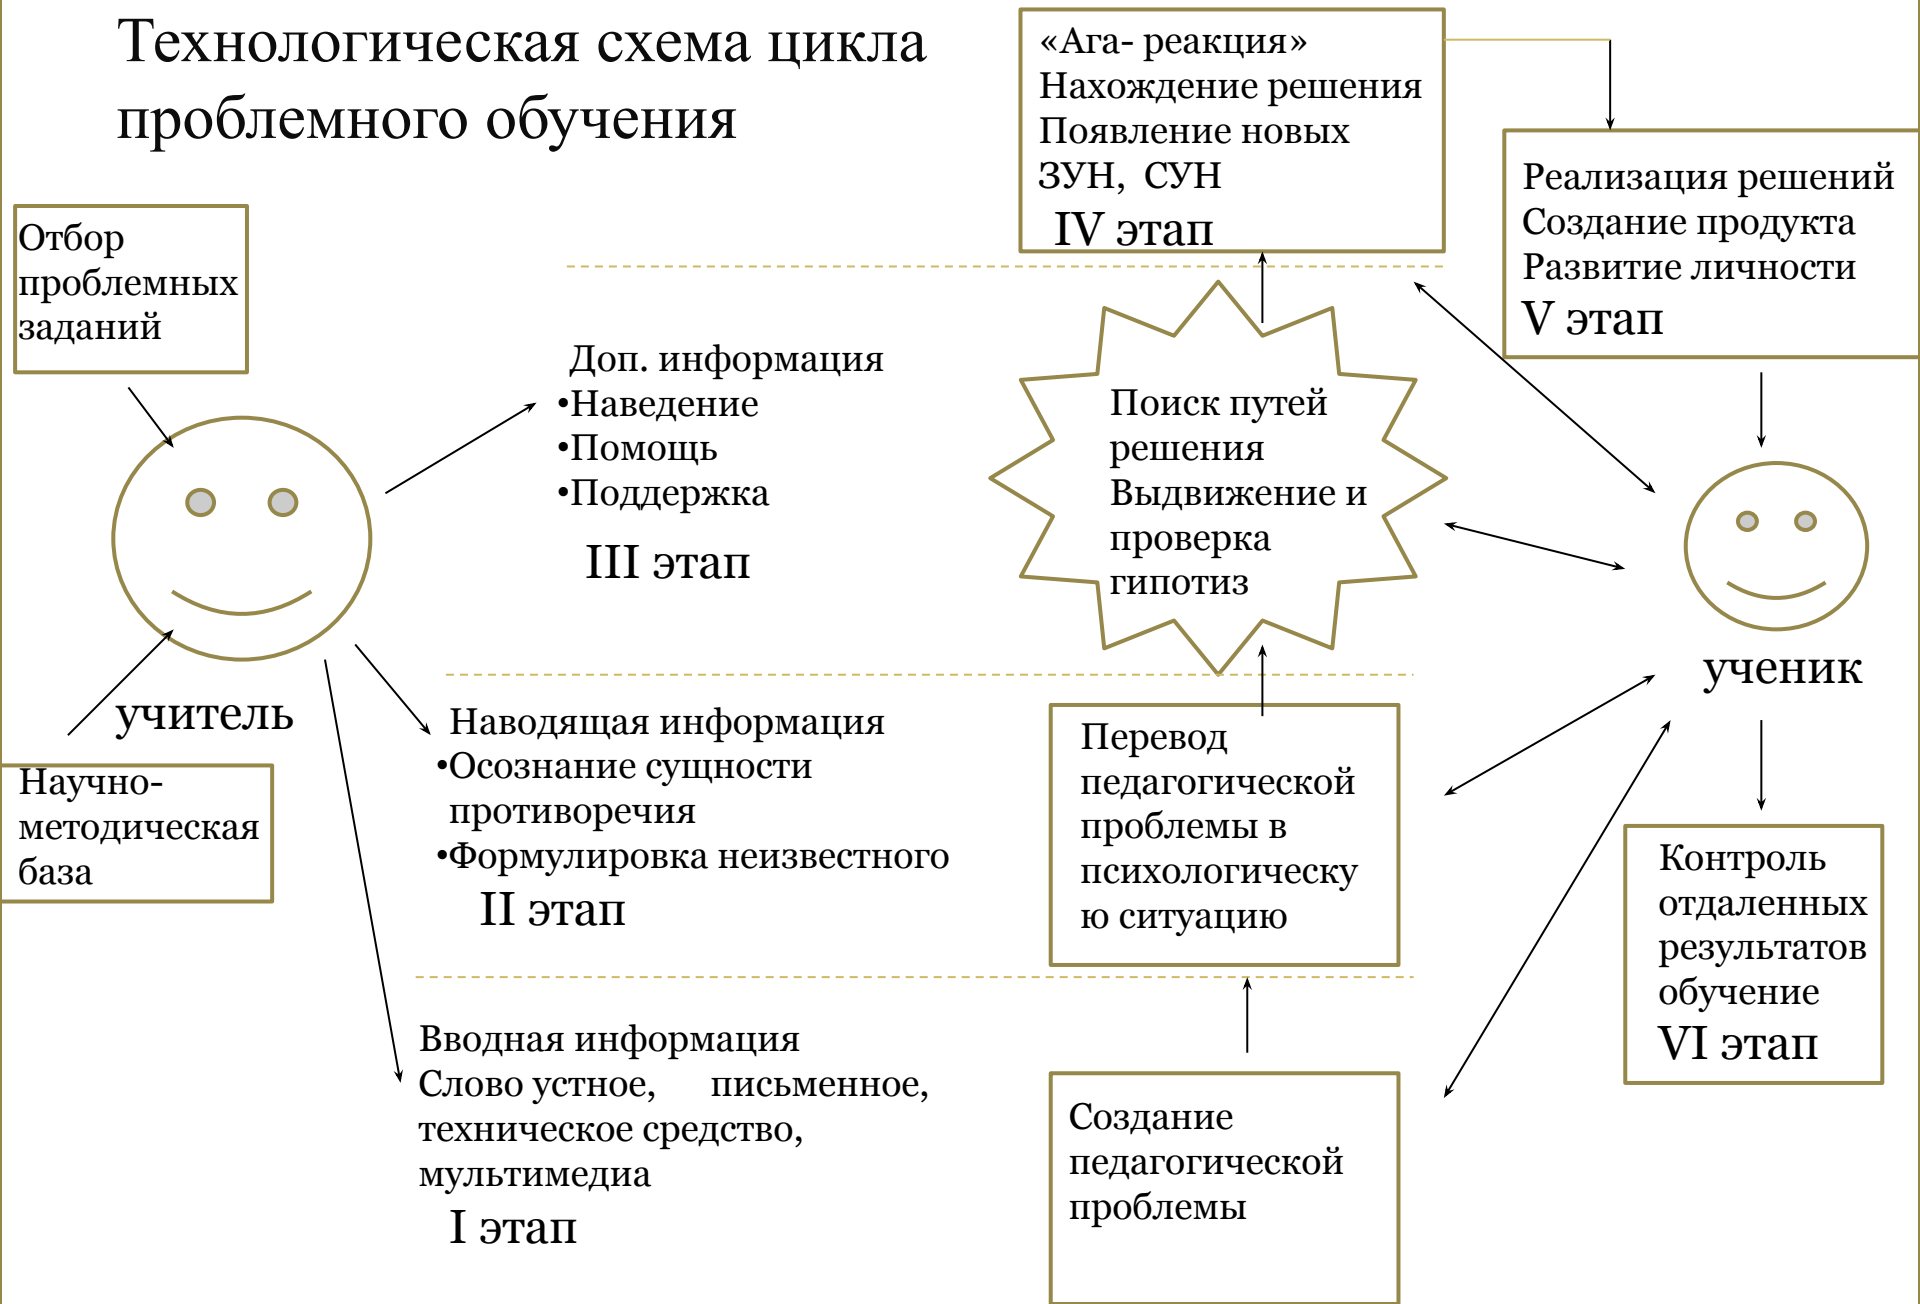 Технологическая схема цикла
проблемного обучения
«Ага- реакция»
Нахождение решения
Появление новых
ЗУН, СУН
IV этап
Реализация решений
Создание продукта
Развитие личности
V этап
Отбор
проблемных
заданий
Доп. информация
•Наведение
•Помощь
•Поддержка
III этап
Поиск путей
решения
Выдвижение и
проверка
гипотиз
учитель
ученик
Научно-
методическая
база
Наводящая информация
•Осознание сущности
противоречия
•Формулировка неизвестного
II этап
Перевод
педагогической
проблемы в
психологическу
ю ситуацию
Контроль
отдаленных
результатов
обучение
VI этап
Вводная информация
Слово устное, письменное,
техническое средство,
мультимедиа
I этап
Создание
педагогической
проблемы